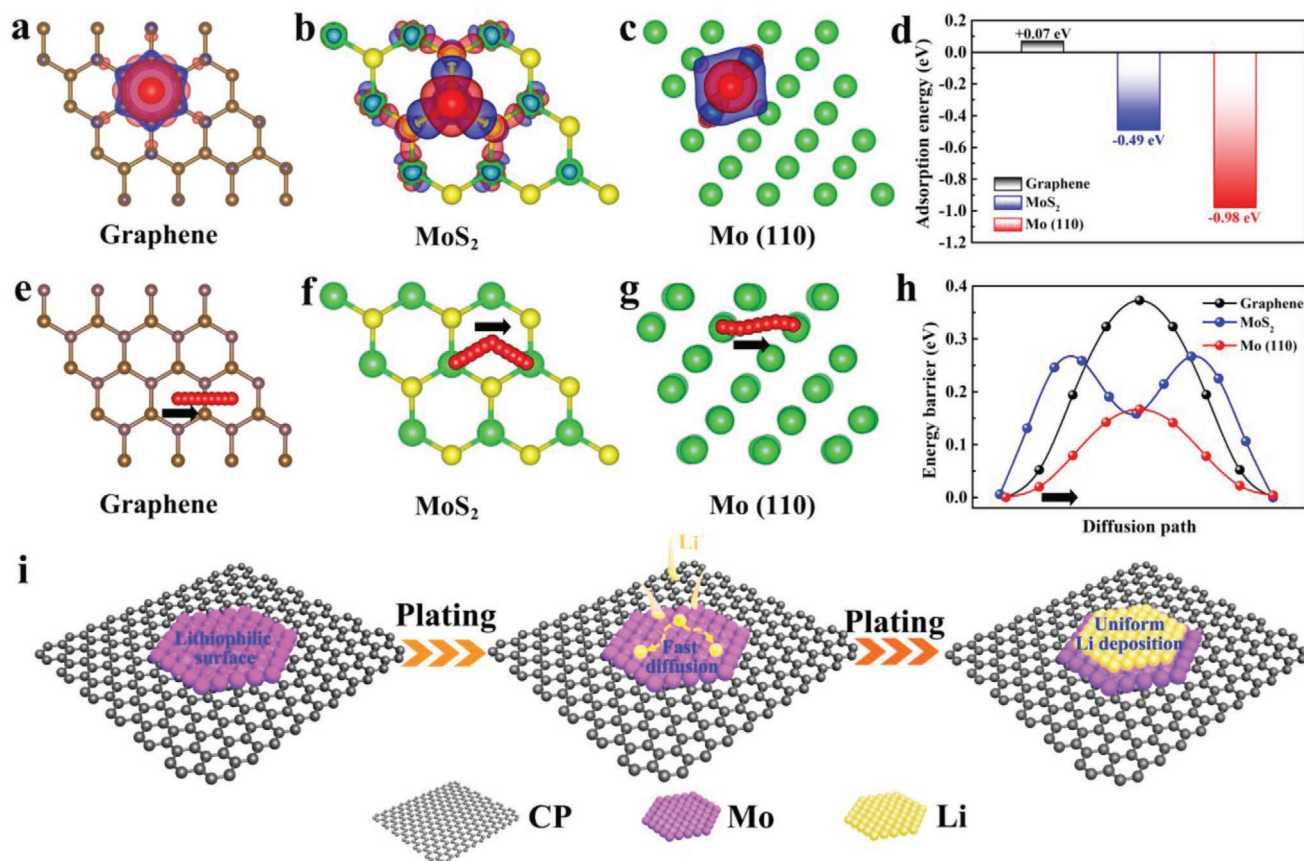 a
Graphene
b
MoS2
c
Mo (110)
d
Adsorption energy (eV)
0.2
0.0
-0.2
-0.4
-0.6
-0.8
-1.0
-1.2
+0.07 eV
-0.49 eV
-0.98 eV
Graphene
MoS2
Mo (110)
e
Graphene
f
MoS2
g
Mo (110)
h
Energy barrier (eV)
0.4
0.3
0.2
0.1
0.0
Graphene
MoS2
Mo (110)
Diffusion path
i
Lithiophilic
surface
Plating
Li
Fast
diffusion
Plating
Uniform
Li deposition
CP
Mo
Li